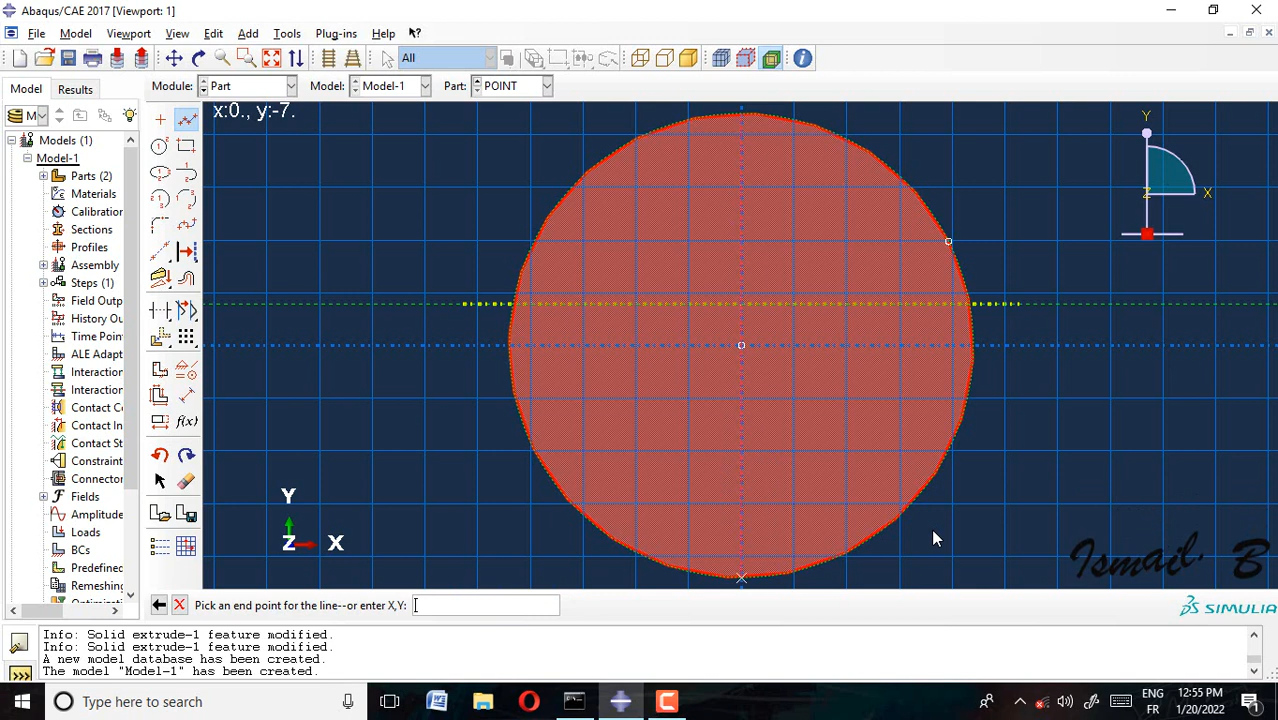 Abaqus/CAE 2017 [Viewport: 1]
File Model Viewport View Edit Add Tools Plug-ins Help
All
Model Results Module: Part Model: Model-1 Part: POINT
M
x:0., y:-7.
Models (1)
Model-1
Parts (2)
Materials
Calibration
Sections
Profiles
Assembly
Steps (1)
Field Outp
History Ou
Time Point
ALE Adapt
Interaction
Interaction
Contact Co
Contact In
Contact St
Constraint
Connector
Fields
Amplitude
Loads
BCs
Predefined
Remeshing
f(x)
Y
X
Z
Y
Z X
Ismail. B
Pick an end point for the line--or enter X,Y:
SIMULIA
Info: Solid extrude-1 feature modified.
Info: Solid extrude-1 feature modified.
A new model database has been created.
The model "Model-1" has been created.
Type here to search
ENG
FR
12:55 PM
1/20/2022